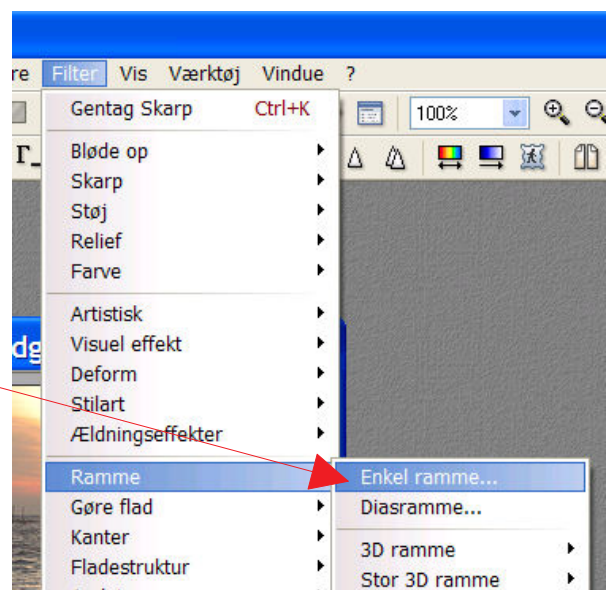 re Filter Vis Værktøj Vindue ?
Gentag Skarp Ctrl+K
100%
Bløde op
Skarp
Støj
Relief
Farve
Artistisk
Visuel effekt
dg
Deform
Stilart
Ældningseffekter
Ramme
Enkel ramme...
Gøre flad
Diasramme...
Kanter
3D ramme
Fladestruktur
Stor 3D ramme